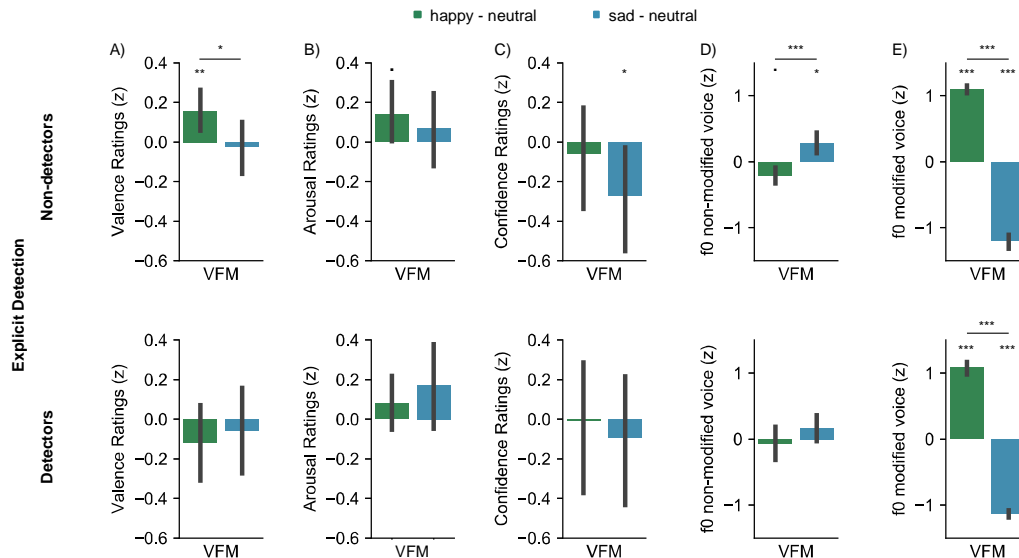 happy - neutral
sad - neutral
A)
B)
C)
D)
E)
Explicit Detection
Non-detectors
Valence Ratings (z)
0.4
0.2
0.0
−0.2
−0.4
−0.6
*
**
VFM
Arousal Ratings (z)
0.4
0.2
0.0
−0.2
−0.4
−0.6
.
VFM
Confidence Ratings (z)
0.4
0.2
0.0
−0.2
−0.4
−0.6
*
VFM
f0 non-modified voice (z)
1
0
−1
***
.
*
VFM
f0 modified voice (z)
1
0
−1
***
***
***
VFM
Detectors
Valence Ratings (z)
0.4
0.2
0.0
−0.2
−0.4
−0.6
VFM
Arousal Ratings (z)
0.4
0.2
0.0
−0.2
−0.4
−0.6
VFM
Confidence Ratings (z)
0.4
0.2
0.0
−0.2
−0.4
−0.6
VFM
f0 non-modified voice (z)
1
0
−1
VFM
f0 modified voice (z)
1
0
−1
***
***
***
VFM